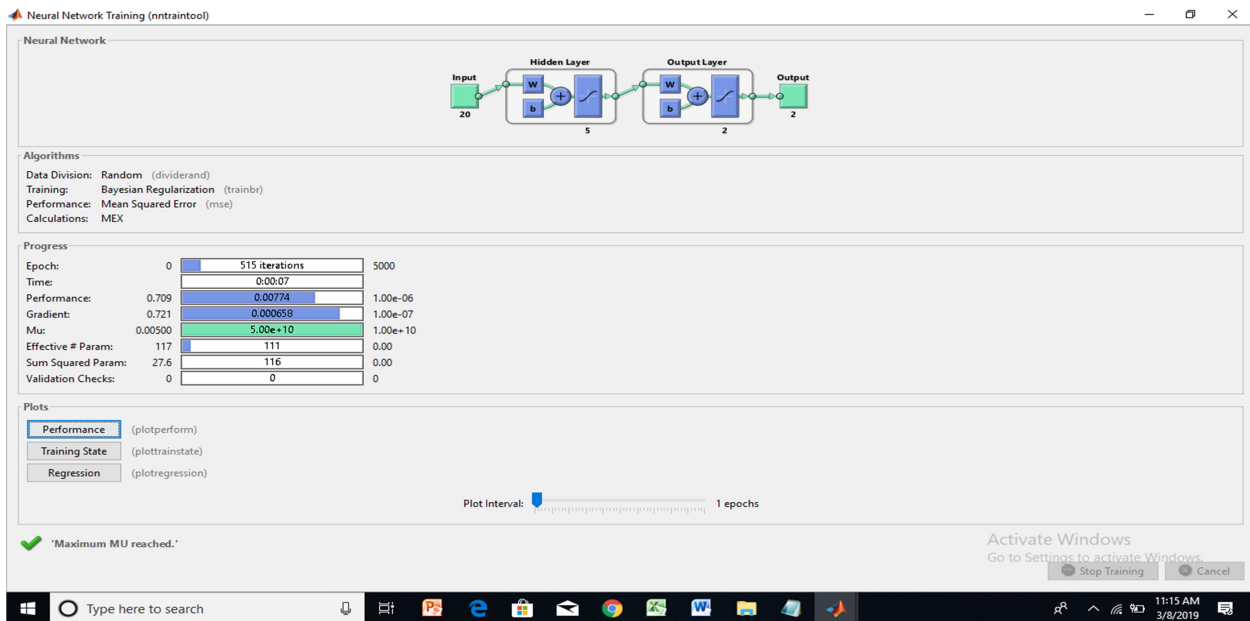 Neural Network Training (nntraintool)
Neural Network
Hidden Layer Output Layer
Input Output
W W
b b
20 2
5 2
Algorithms
Data Division: Random (dividerand)
Training: Bayesian Regularization (trainbr)
Performance: Mean Squared Error (mse)
Calculations: MEX
Progress
Epoch: 0 515 iterations 5000
Time: 0:00:07
Performance: 0.709 0.00774 1.00e-06
Gradient: 0.721 0.000658 1.00e-07
Mu: 0.00500 5.00e+10 1.00e+10
Effective # Param: 117 111 0.00
Sum Squared Param: 27.6 116 0.00
Validation Checks: 0 0 0
Plots
Performance (plotperform)
Training State (plottrainstate)
Regression (plotregression)
Plot Interval: 1 epochs
'Maximum MU reached.'
Activate Windows
Go to Settings to activate Windows.
Stop Training Cancel
Type here to search
11:15 AM
3/8/2019